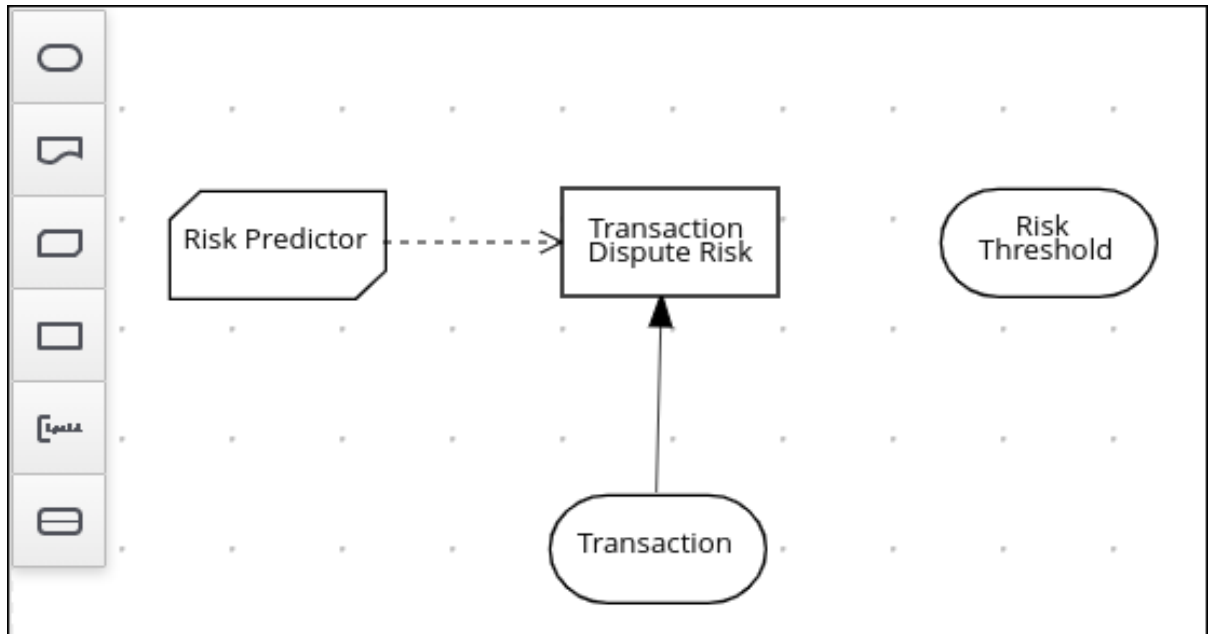 Risk Predictor
Transaction
Dispute Risk
Risk
Threshold
Transaction